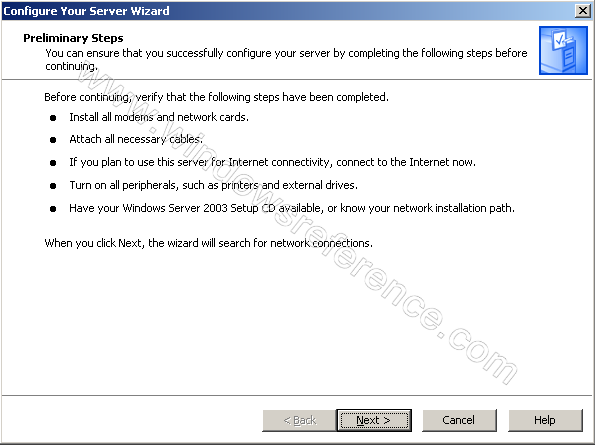 Configure Your Server Wizard
Preliminary Steps
You can ensure that you successfully configure your server by completing the following steps before
continuing.
Before continuing, verify that the following steps have been completed.
● Install all modems and network cards.
● Attach all necessary cables.
● If you plan to use this server for Internet connectivity, connect to the Internet now.
● Turn on all peripherals, such as printers and external drives.
● Have your Windows Server 2003 Setup CD available, or know your network installation path.
When you click Next, the wizard will search for network connections.
www.windowsreference.com
< Back Next > Cancel Help